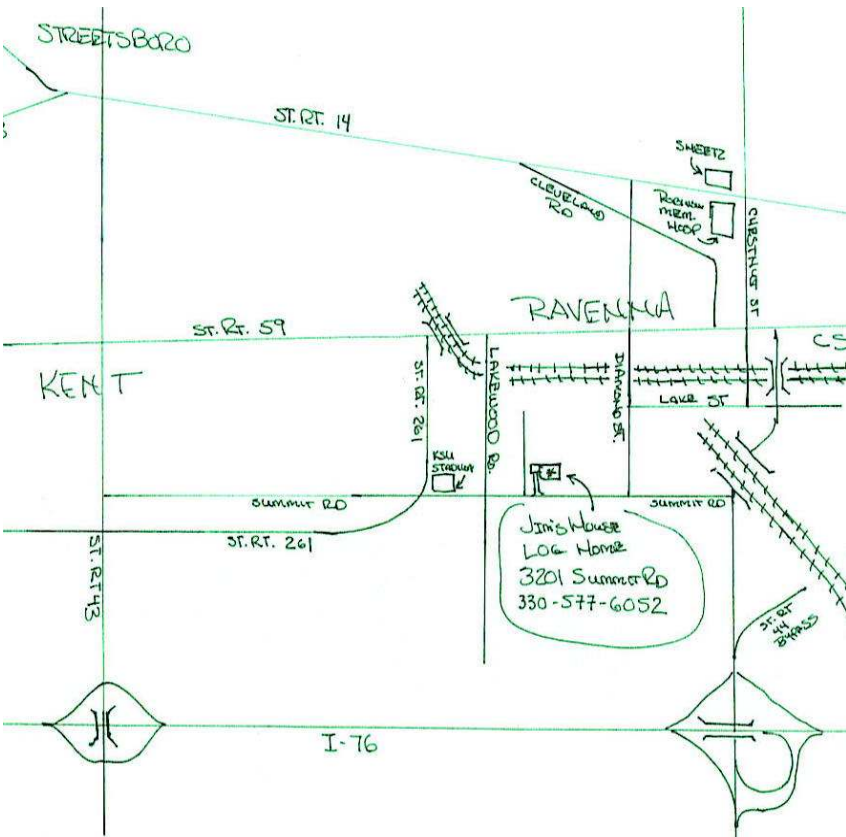 STREETSBORO
ST. RT. 14
SHEETZ
CLEVELAND
RD
MEM.
HOSP
CHESTNUT ST
RAVENNA
ST. RT. 59
CS
KENT
ST. RT. 261
LAKEWOOD RD.
DIAMOND ST.
LAKE ST
KSU
STADIUM
SUMMIT RD
SUMMIT RD
ST. RT. 261
Jim's House
LOG HOME
3201 SUMMIT RD
330-577-6052
ST. RT 43
ST. RT
44
BYPASS
I-76